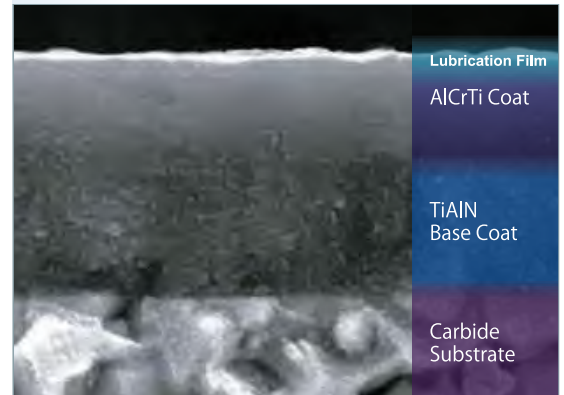 Lubrication Film
AlCrTi Coat
TiAlN
Base Coat
Carbide
Substrate